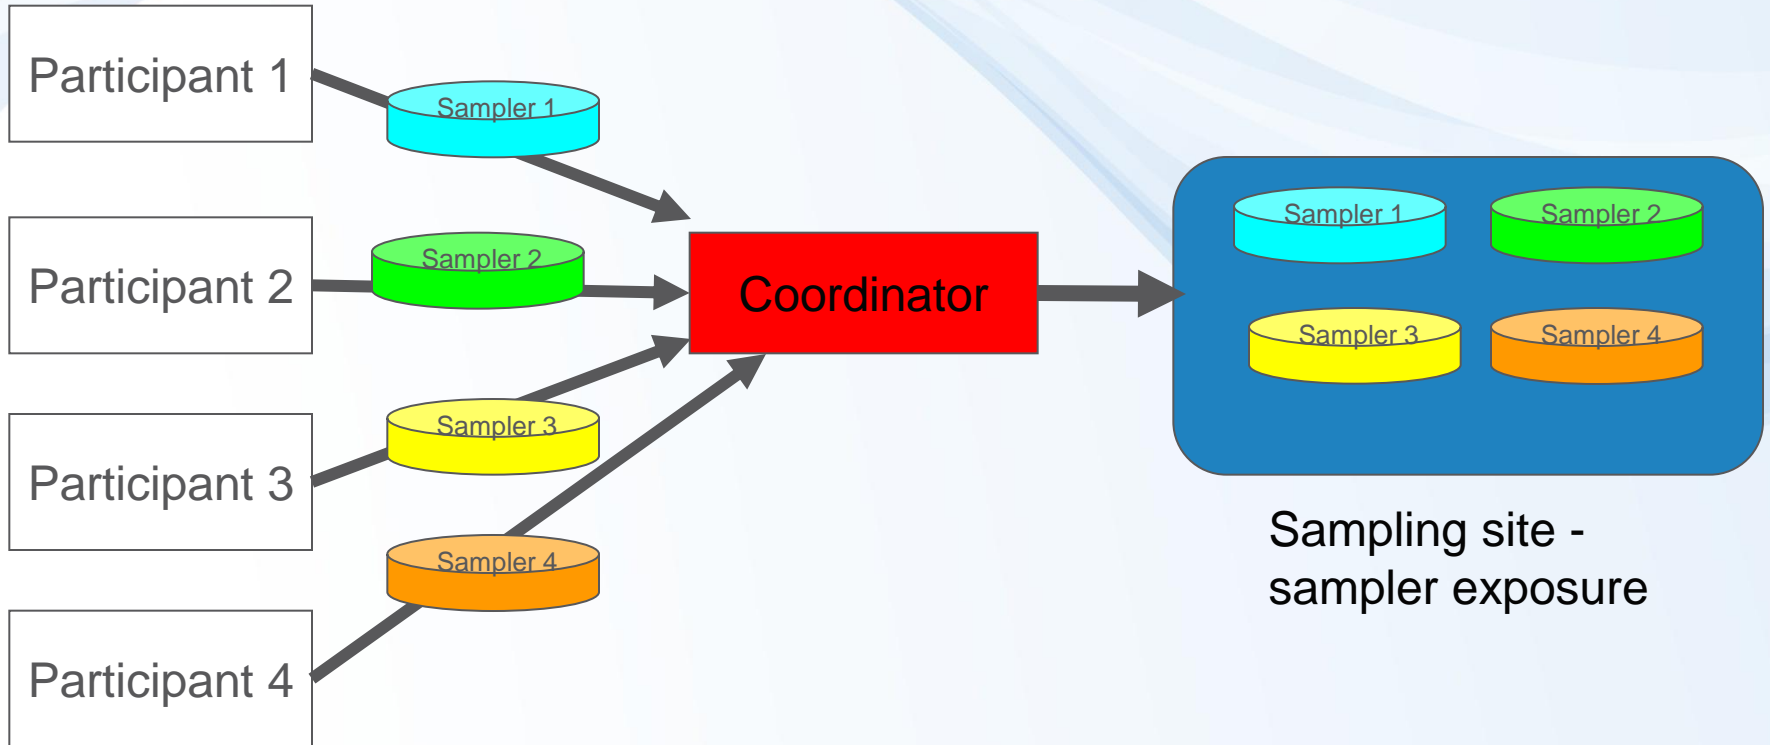 Participant 1
Sampler 1
Participant 2
Sampler 2
Participant 3
Sampler 3
Participant 4
Sampler 4
Coordinator
Sampler 1
Sampler 2
Sampler 3
Sampler 4
Sampling site -
sampler exposure